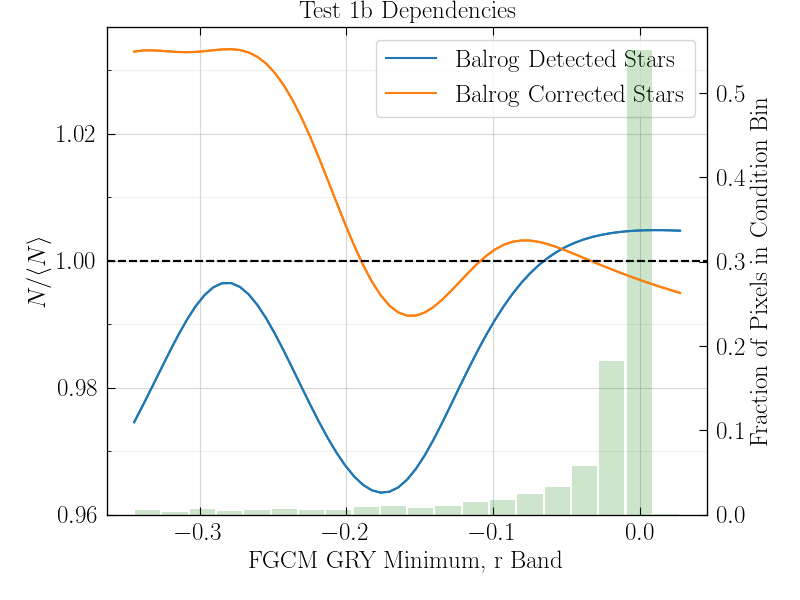 Test 1b Dependencies
Balrog Detected Stars
Balrog Corrected Stars
1.02
1.00
0.98
0.96
N/⟨N⟩
0.5
0.4
0.3
0.2
0.1
0.0
Fraction of Pixels in Condition Bin
−0.3
−0.2
−0.1
0.0
FGCM GRY Minimum, r Band